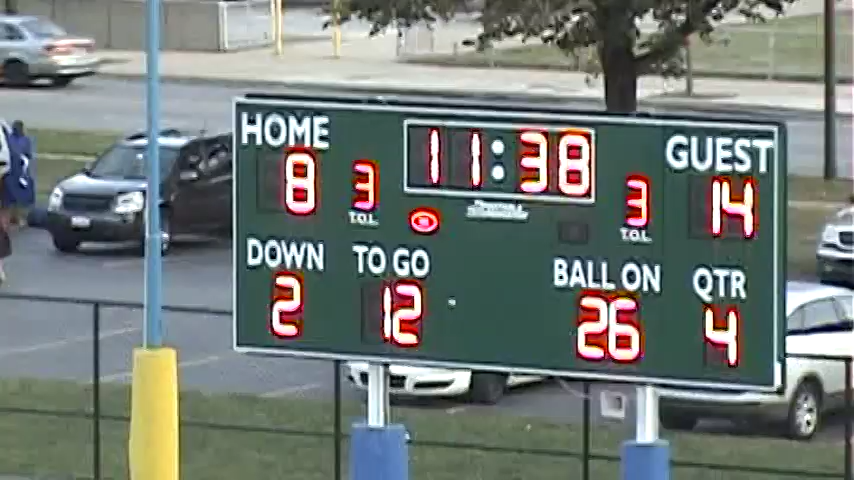 HOME 11:38 GUEST
8 3 3 14
T.O.L. T.O.L.
DOWN TO GO BALL ON QTR
2 12 26 4